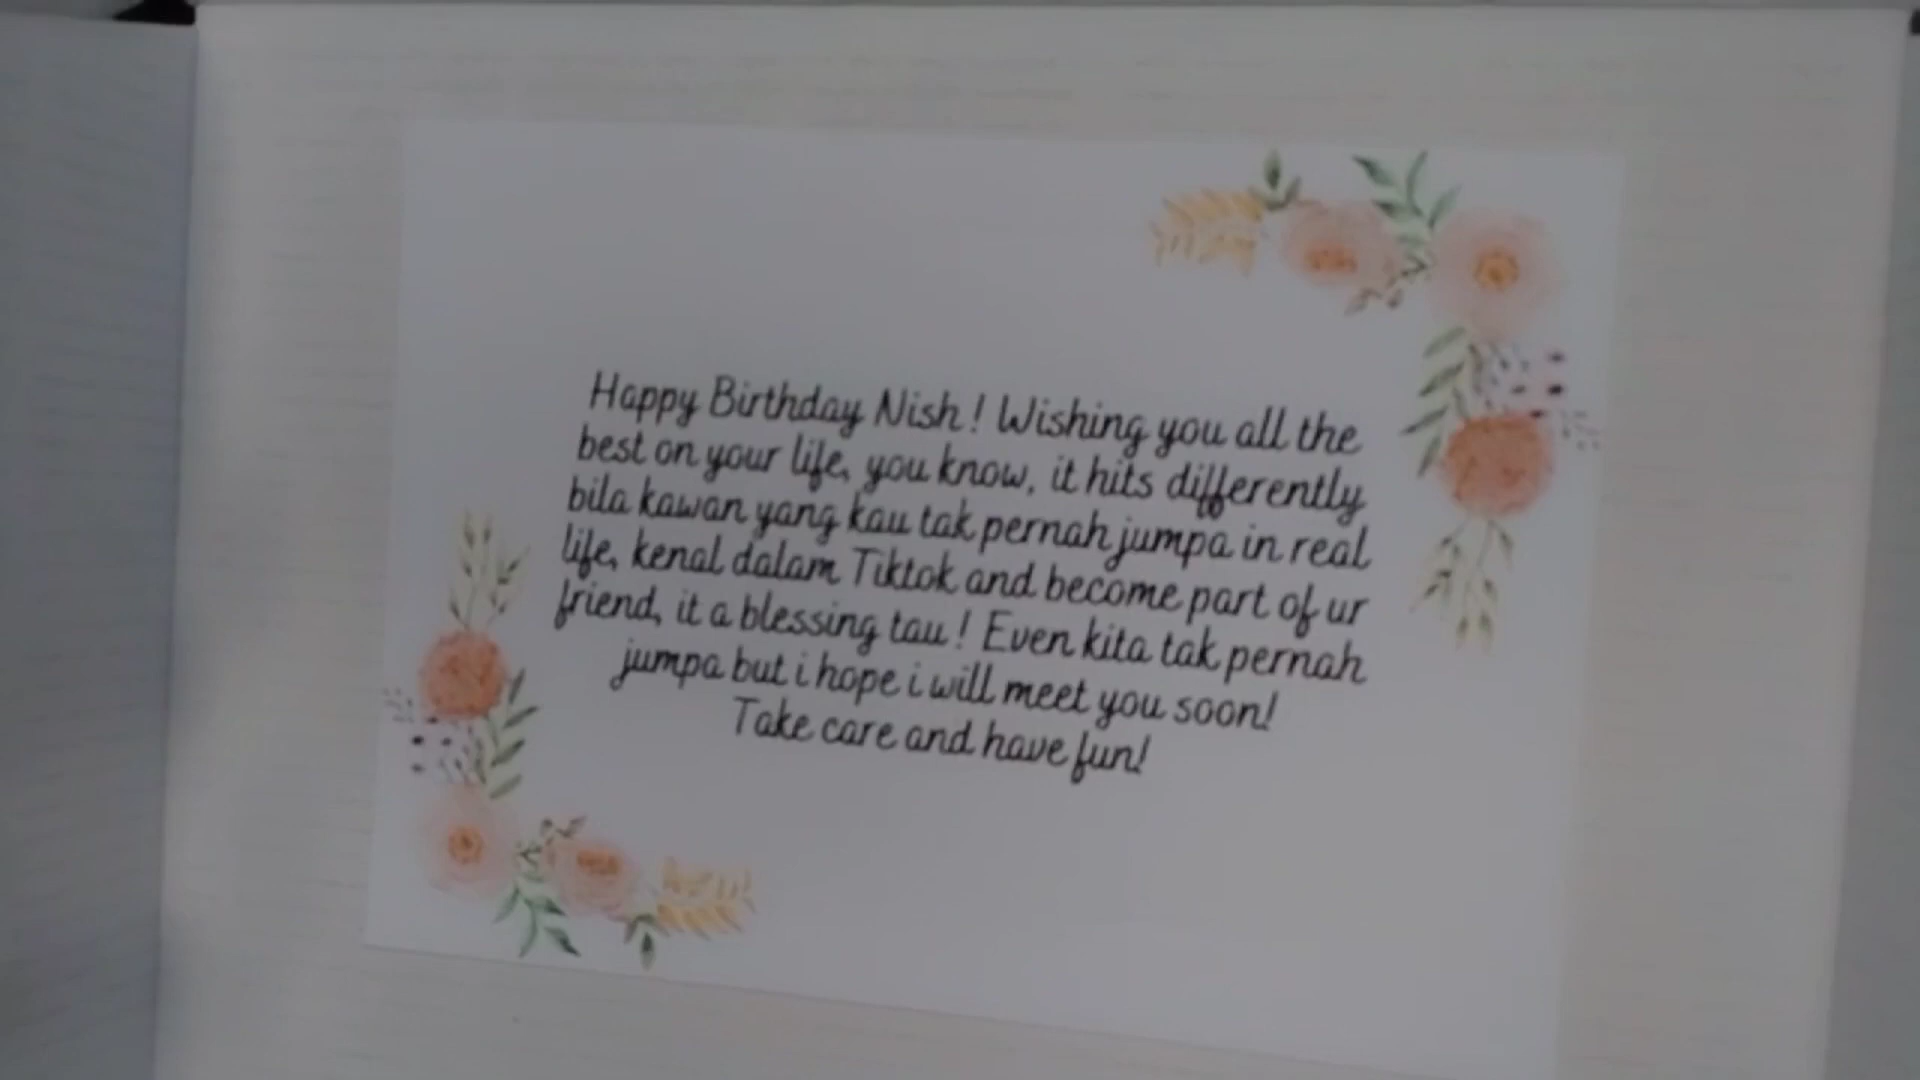 Happy Birthday Nish! Wishing you all the
best on your life, you know, it hits differently
bila kawan yang kau tak pernah jumpa in real
life, kenal dalam Tiktok and become part of ur
friend, it a blessing tau! Even kita tak pernah
jumpa but i hope i will meet you soon!
Take care and have fun!